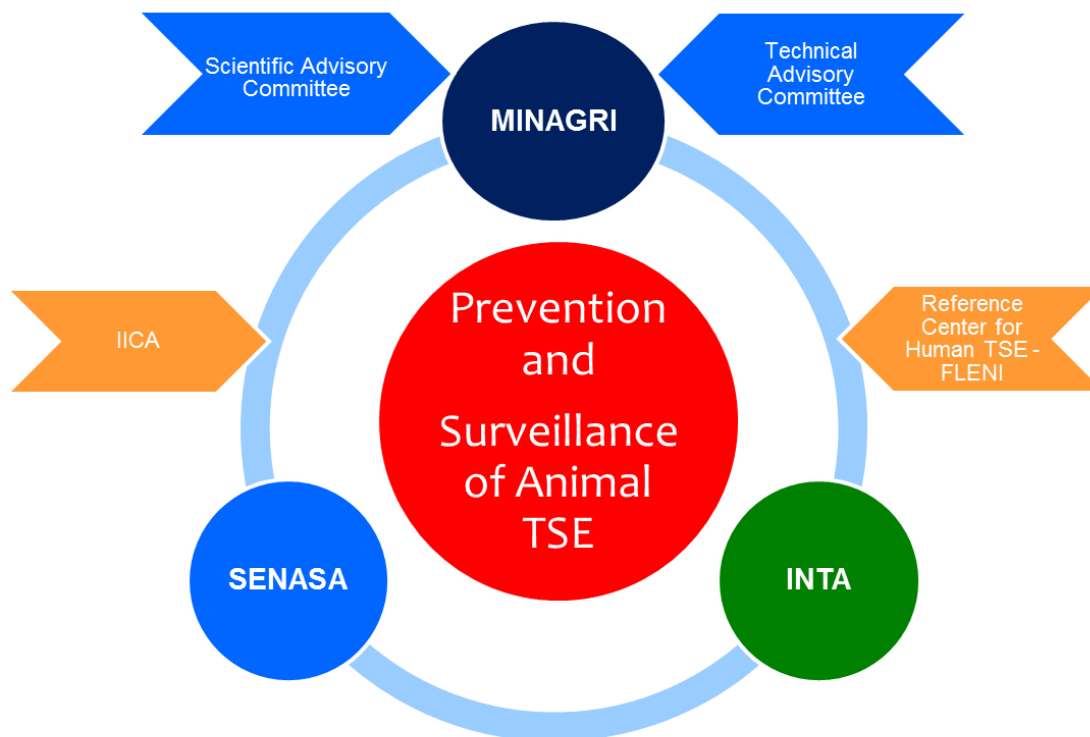 Scientific Advisory
Committee
MINAGRI
Technical
Advisory
Committee
IICA
Prevention
and
Surveillance
of Animal
TSE
Reference
Center for
Human TSE -
FLENI
SENASA
INTA